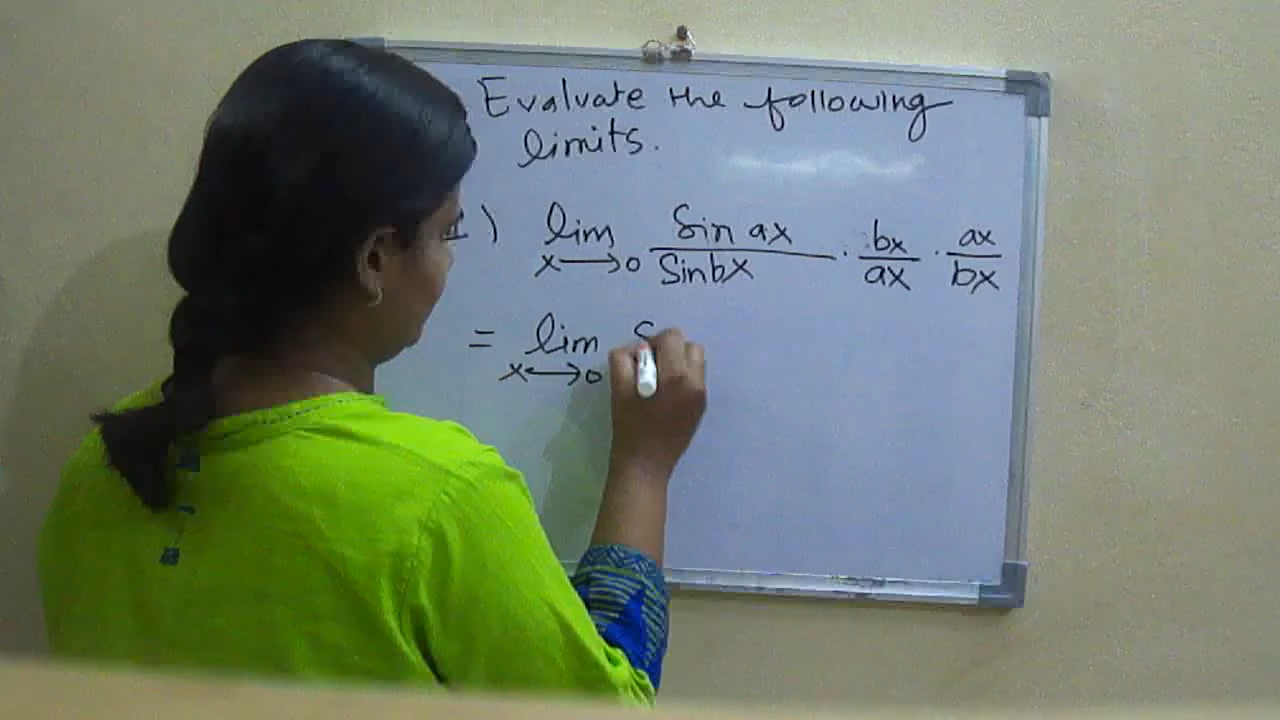 Evaluate the following
limits.
) lim x→0 Sin ax / Sinbx · bx / ax · ax / bx
= lim x→0 S